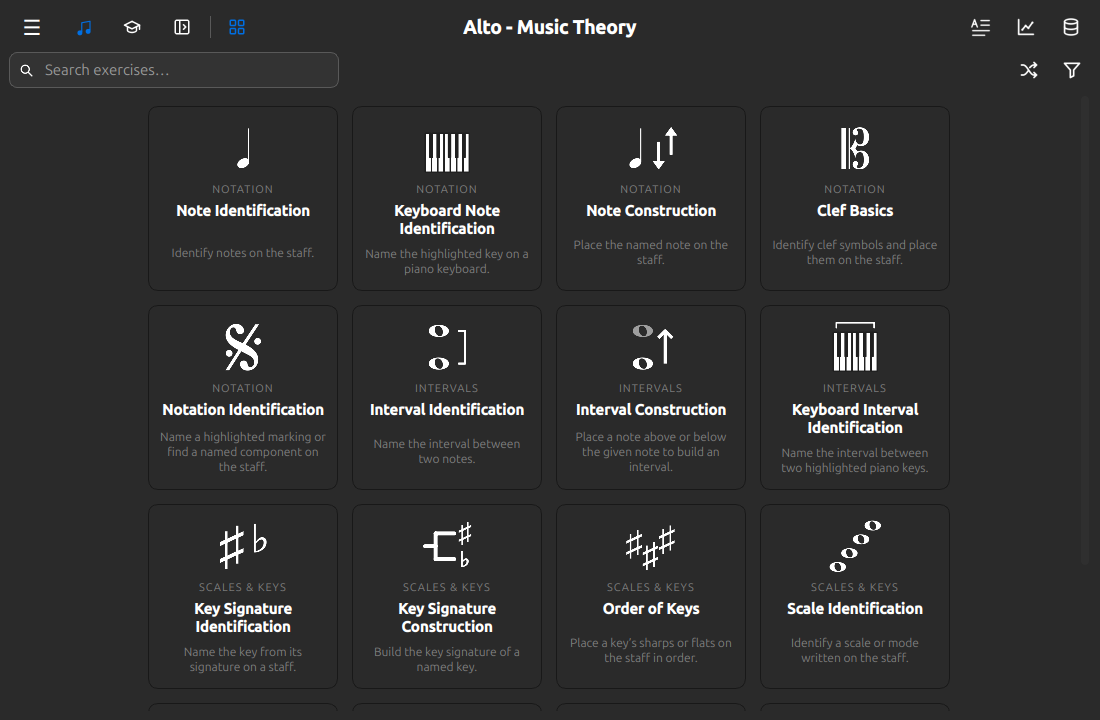 Alto - Music Theory
Search exercises...
NOTATION
Note Identification
Identify notes on the staff.
NOTATION
Keyboard Note
Identification
Name the highlighted key on a
piano keyboard.
NOTATION
Note Construction
Place the named note on the
staff.
NOTATION
Clef Basics
Identify clef symbols and place
them on the staff.
NOTATION
Notation Identification
Name a highlighted marking or
find a named component on
the staff.
INTERVALS
Interval Identification
Name the interval between
two notes.
INTERVALS
Interval Construction
Place a note above or below
the given note to build an
interval.
INTERVALS
Keyboard Interval
Identification
Name the interval between
two highlighted piano keys.
SCALES & KEYS
Key Signature
Identification
Name the key from its
signature on a staff.
SCALES & KEYS
Key Signature
Construction
Build the key signature of a
named key.
SCALES & KEYS
Order of Keys
Place a key's sharps or flats on
the staff in order.
SCALES & KEYS
Scale Identification
Identify a scale or mode
written on the staff.